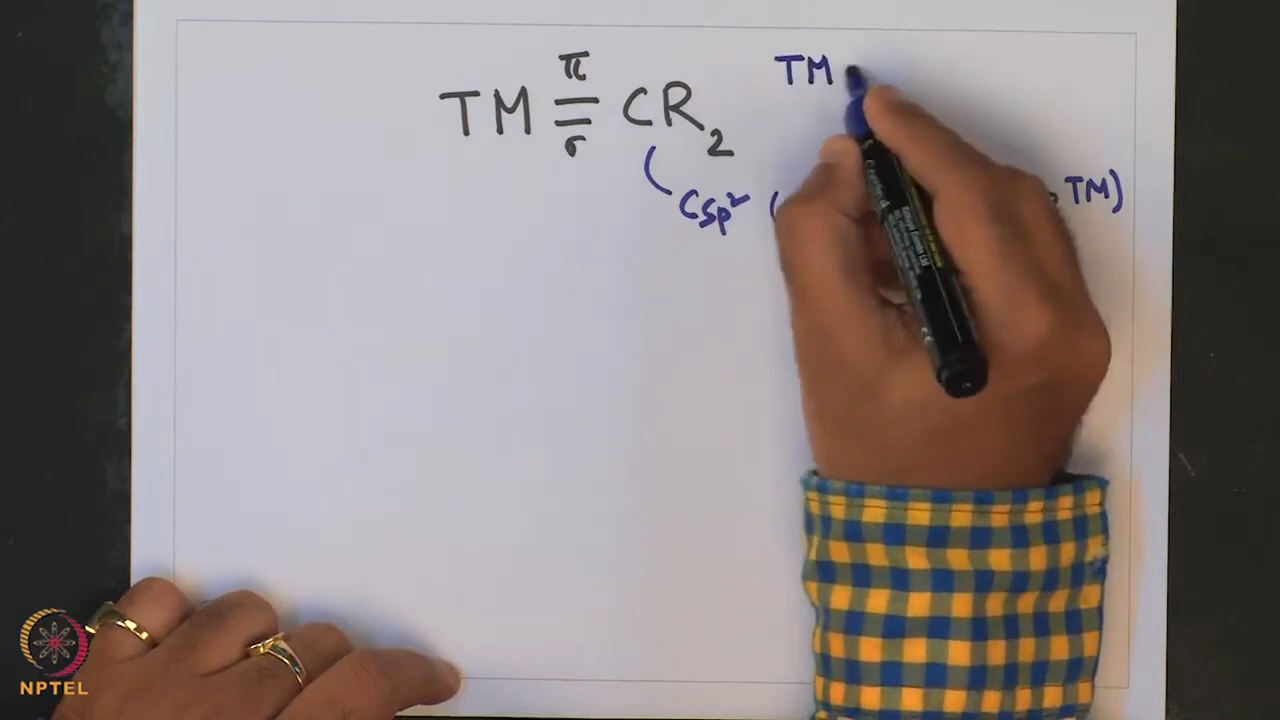 π
TM = CR₂ TM
σ
Csp² ( TM)
NPTEL